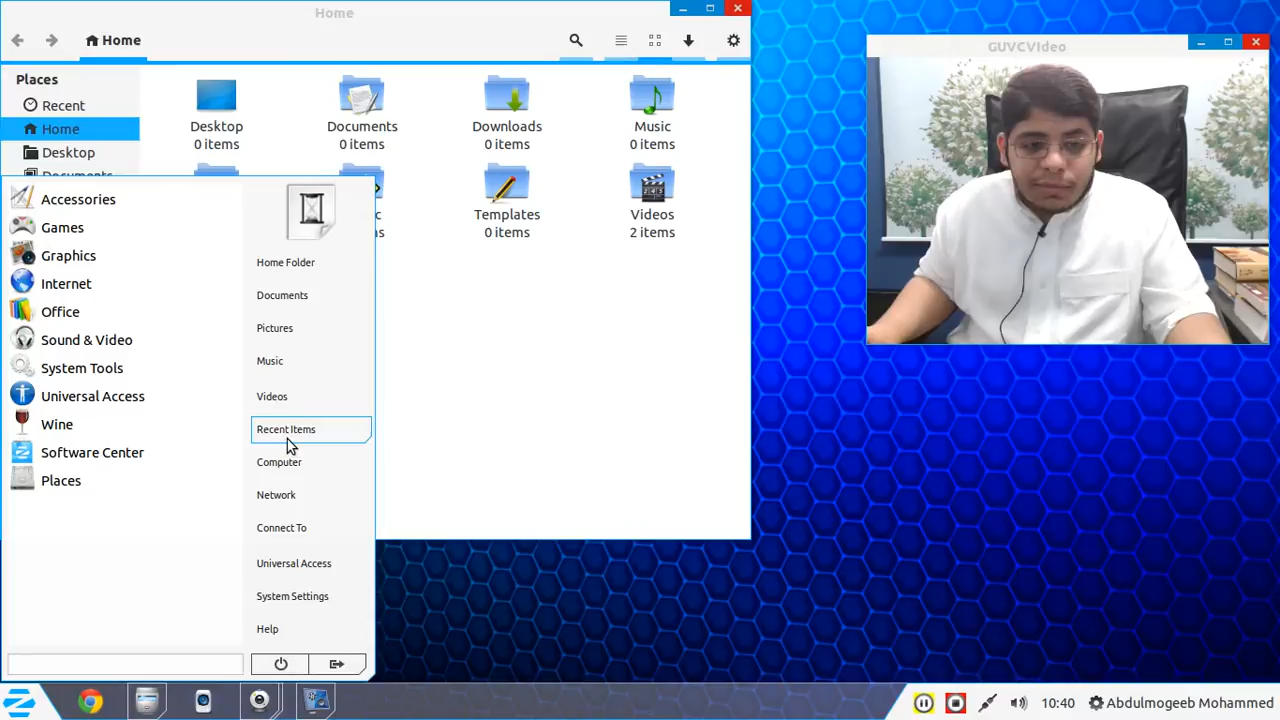 Home
Home
GUVCVIdeo
Places
Recent
Home
Desktop
Documents
Desktop
0 items
Documents
0 items
Downloads
0 items
Music
0 items
Templates
0 items
Videos
2 items
Accessories
Games
Graphics
Internet
Office
Sound & Video
System Tools
Universal Access
Wine
Software Center
Places
Home Folder
Documents
Pictures
Music
Videos
Recent Items
Computer
Network
Connect To
Universal Access
System Settings
Help
10:40
Abdulmogeeb Mohammed